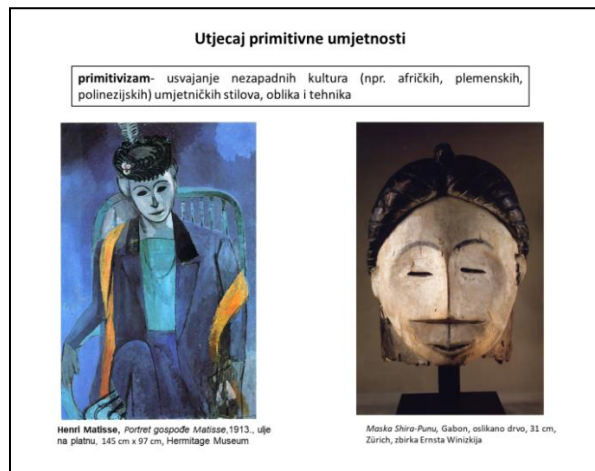 Utjecaj primitivne umjetnosti
primitivizam- usvajanje nezapadnih kultura (npr. afričkih, plemenskih,
polinezijskih) umjetničkih stilova, oblika i tehnika
Henri Matisse, Portret gospođe Matisse,1913., ulje
na platnu, 145 cm x 97 cm, Hermitage Museum
Maska Shira-Punu, Gabon, oslikano drvo, 31 cm,
Zürich, zbirka Ernsta Winizkija